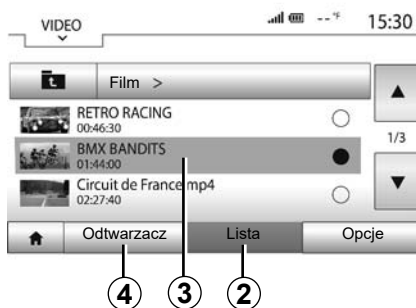 VIDEO
--°F 15:30
Film >
RETRO RACING
00:46:30
BMX BANDITS
01:44:00
1/3
Circuit de France mp4
02:27:40
Odtwarzacz Lista Opcje
4 3 2